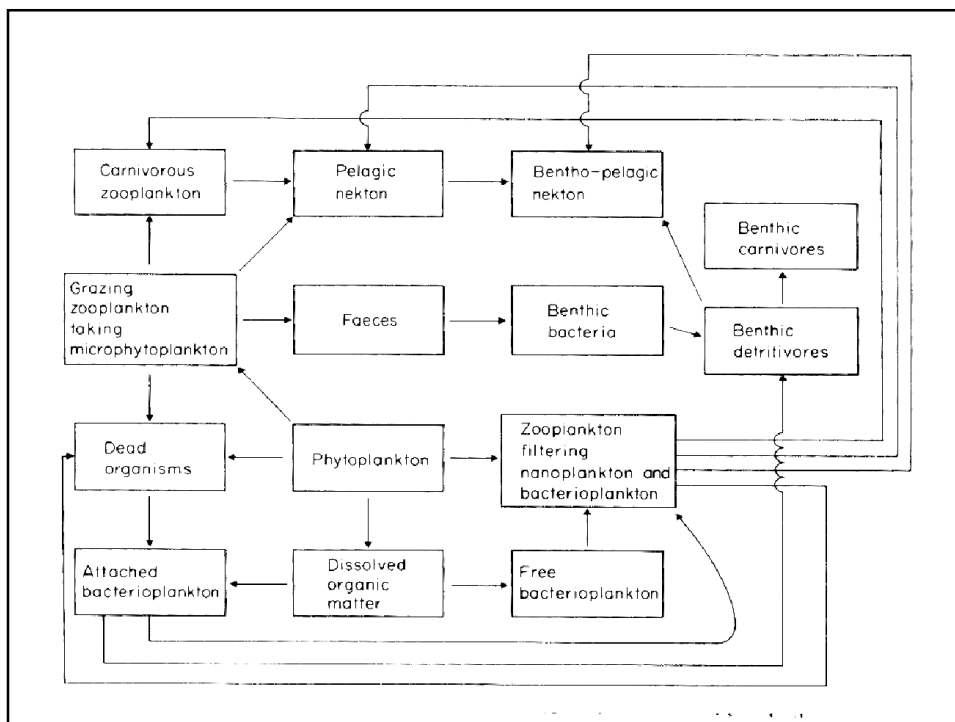 Carnivorous
zooplankton
Pelagic
nekton
Bentho-pelagic
nekton
Benthic
carnivores
Grazing
zooplankton
taking
microphytoplankton
Faeces
Benthic
bacteria
Benthic
detritivores
Dead
organisms
Phytoplankton
Zooplankton
filtering
nanoplankton and
bacterioplankton
Attached
bacterioplankton
Dissolved
organic
matter
Free
bacterioplankton